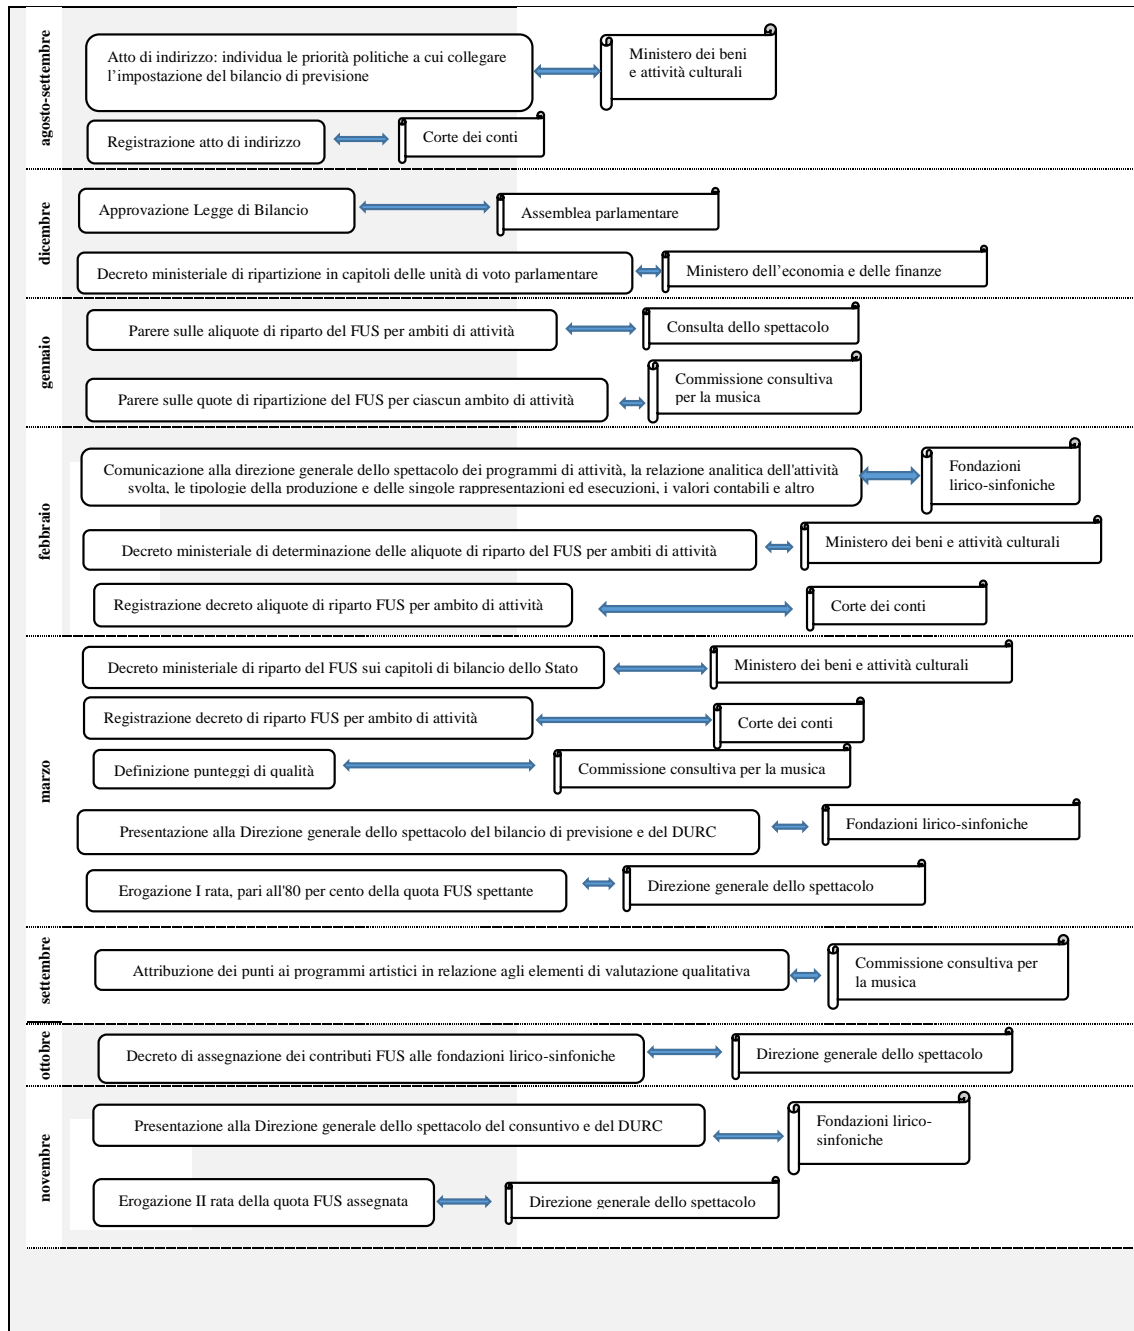 agosto-settembre
Atto di indirizzo: individua le priorità politiche a cui collegare
l'impostazione del bilancio di previsione
Ministero dei beni
e attività culturali
Registrazione atto di indirizzo
Corte dei conti
dicembre
Approvazione Legge di Bilancio
Assemblea parlamentare
Decreto ministeriale di ripartizione in capitoli delle unità di voto parlamentare
Ministero dell'economia e delle finanze
gennaio
Parere sulle aliquote di riparto del FUS per ambiti di attività
Consulta dello spettacolo
Parere sulle quote di ripartizione del FUS per ciascun ambito di attività
Commissione consultiva
per la musica
febbraio
Comunicazione alla direzione generale dello spettacolo dei programmi di attività, la relazione analitica dell'attività
svolta, le tipologie della produzione e delle singole rappresentazioni ed esecuzioni, i valori contabili e altro
Fondazioni
lirico-sinfoniche
Decreto ministeriale di determinazione delle aliquote di riparto del FUS per ambiti di attività
Ministero dei beni e attività culturali
Registrazione decreto aliquote di riparto FUS per ambito di attività
Corte dei conti
marzo
Decreto ministeriale di riparto del FUS sui capitoli di bilancio dello Stato
Ministero dei beni e attività culturali
Registrazione decreto di riparto FUS per ambito di attività
Corte dei conti
Definizione punteggi di qualità
Commissione consultiva per la musica
Presentazione alla Direzione generale dello spettacolo del bilancio di previsione e del DURC
Fondazioni lirico-sinfoniche
Erogazione I rata, pari all'80 per cento della quota FUS spettante
Direzione generale dello spettacolo
settembre
Attribuzione dei punti ai programmi artistici in relazione agli elementi di valutazione qualitativa
Commissione consultiva per
la musica
ottobre
Decreto di assegnazione dei contributi FUS alle fondazioni lirico-sinfoniche
Direzione generale dello spettacolo
novembre
Presentazione alla Direzione generale dello spettacolo del consuntivo e del DURC
Fondazioni lirico-
sinfoniche
Erogazione II rata della quota FUS assegnata
Direzione generale dello spettacolo